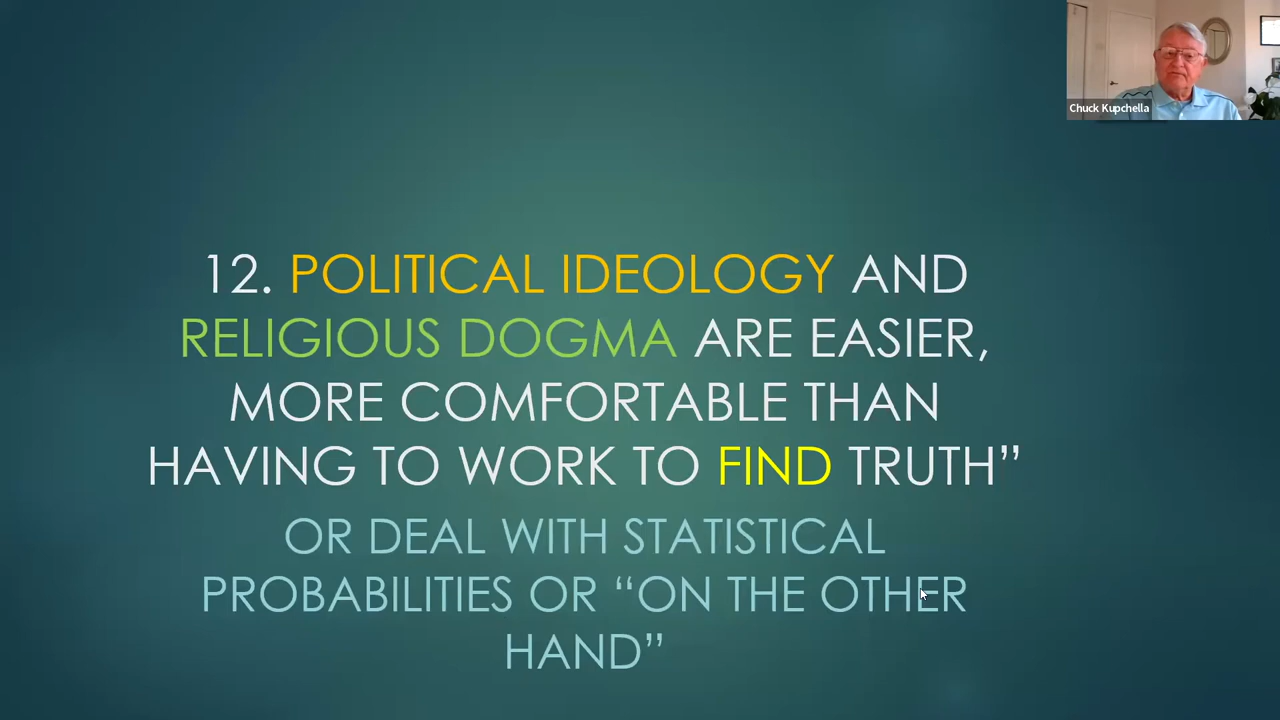 Chuck Kupchella
12. POLITICAL IDEOLOGY AND
RELIGIOUS DOGMA ARE EASIER,
MORE COMFORTABLE THAN
HAVING TO WORK TO FIND TRUTH”
OR DEAL WITH STATISTICAL
PROBABILITIES OR “ON THE OTHER
HAND”